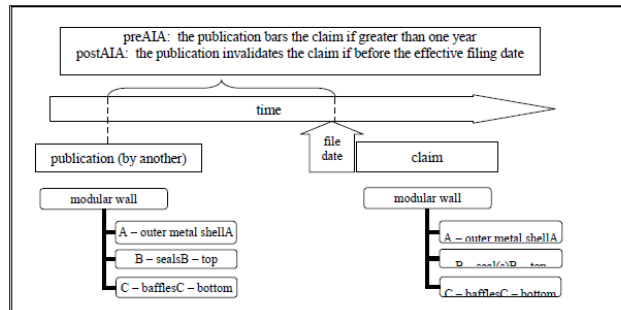 preAIA: the publication bars the claim if greater than one year
postAIA: the publication invalidates the claim if before the effective filing date
time
publication (by another)
file
date
claim
modular wall
A – outer metal shellA
B – sealsB – top
C – bafflesC – bottom
modular wall
A – outer metal shellA
B – seal(s)B – top
C – bafflesC – bottom